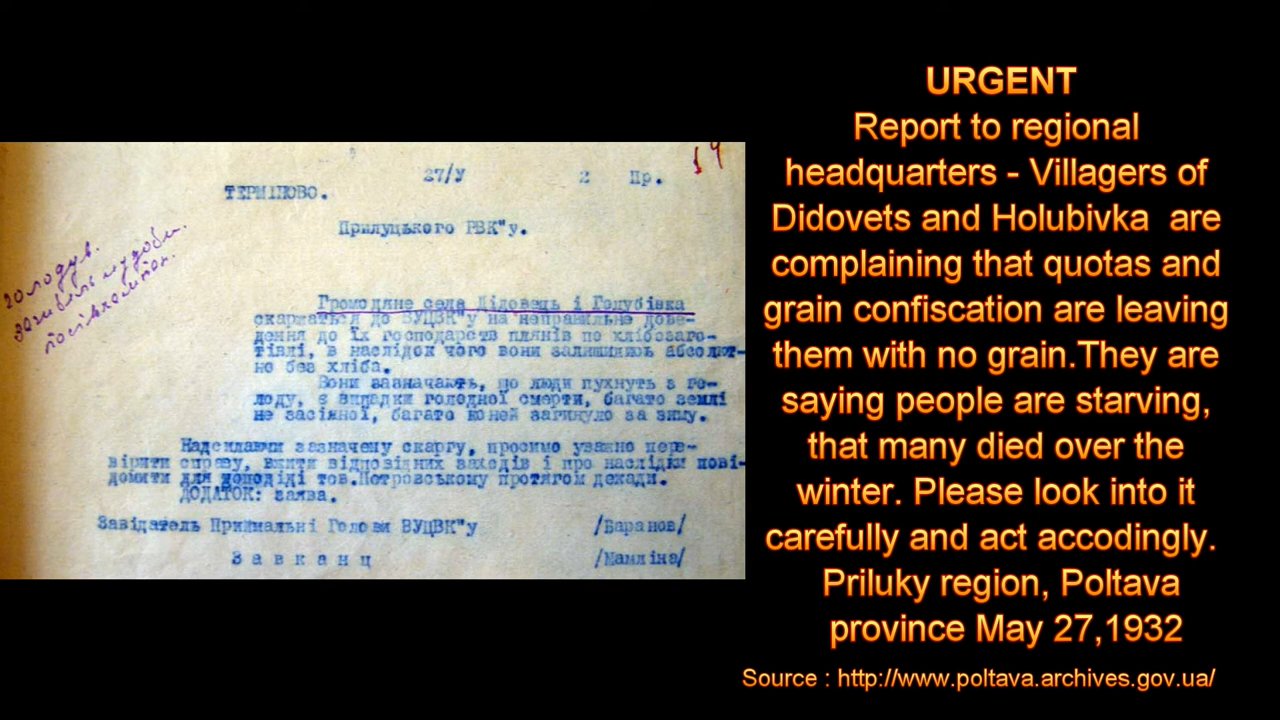 27/У 2 Пр.
ТЕРМІНОВО.
Прилуцького РВК"у.
голодув.
загибель худоби.
Громодяне села Дідовець і Голубівка
скаржаться до ВУЦВК"у на неправильне дове-
дення до їх господарств плянів по хлібозаго-
тівлі, в наслідок чого вони залишились абсолют-
но без хліба.
Вони зазначають, що люди пухнуть з го-
лоду, є випадки голодної смерти, багато землі
не засіяної, багато коней загинуло за зиму.
Надсилаючи зазначену скаргу, просимо уважно пере-
вірити справу, вжити відповідних заходів і про наслідки пові-
домити для доповіді тов.Петровському протягом декади.
ДОДАТОК: заява.
Завідатель Приймальні Голови ВУЦВК"у /Баранов/
Завканц /Мамліна/
URGENT
Report to regional
headquarters - Villagers of
Didovets and Holubivka are
complaining that quotas and
grain confiscation are leaving
them with no grain.They are
saying people are starving,
that many died over the
winter. Please look into it
carefully and act accodingly.
Priluky region, Poltava
province May 27,1932
Source : http://www.poltava.archives.gov.ua/